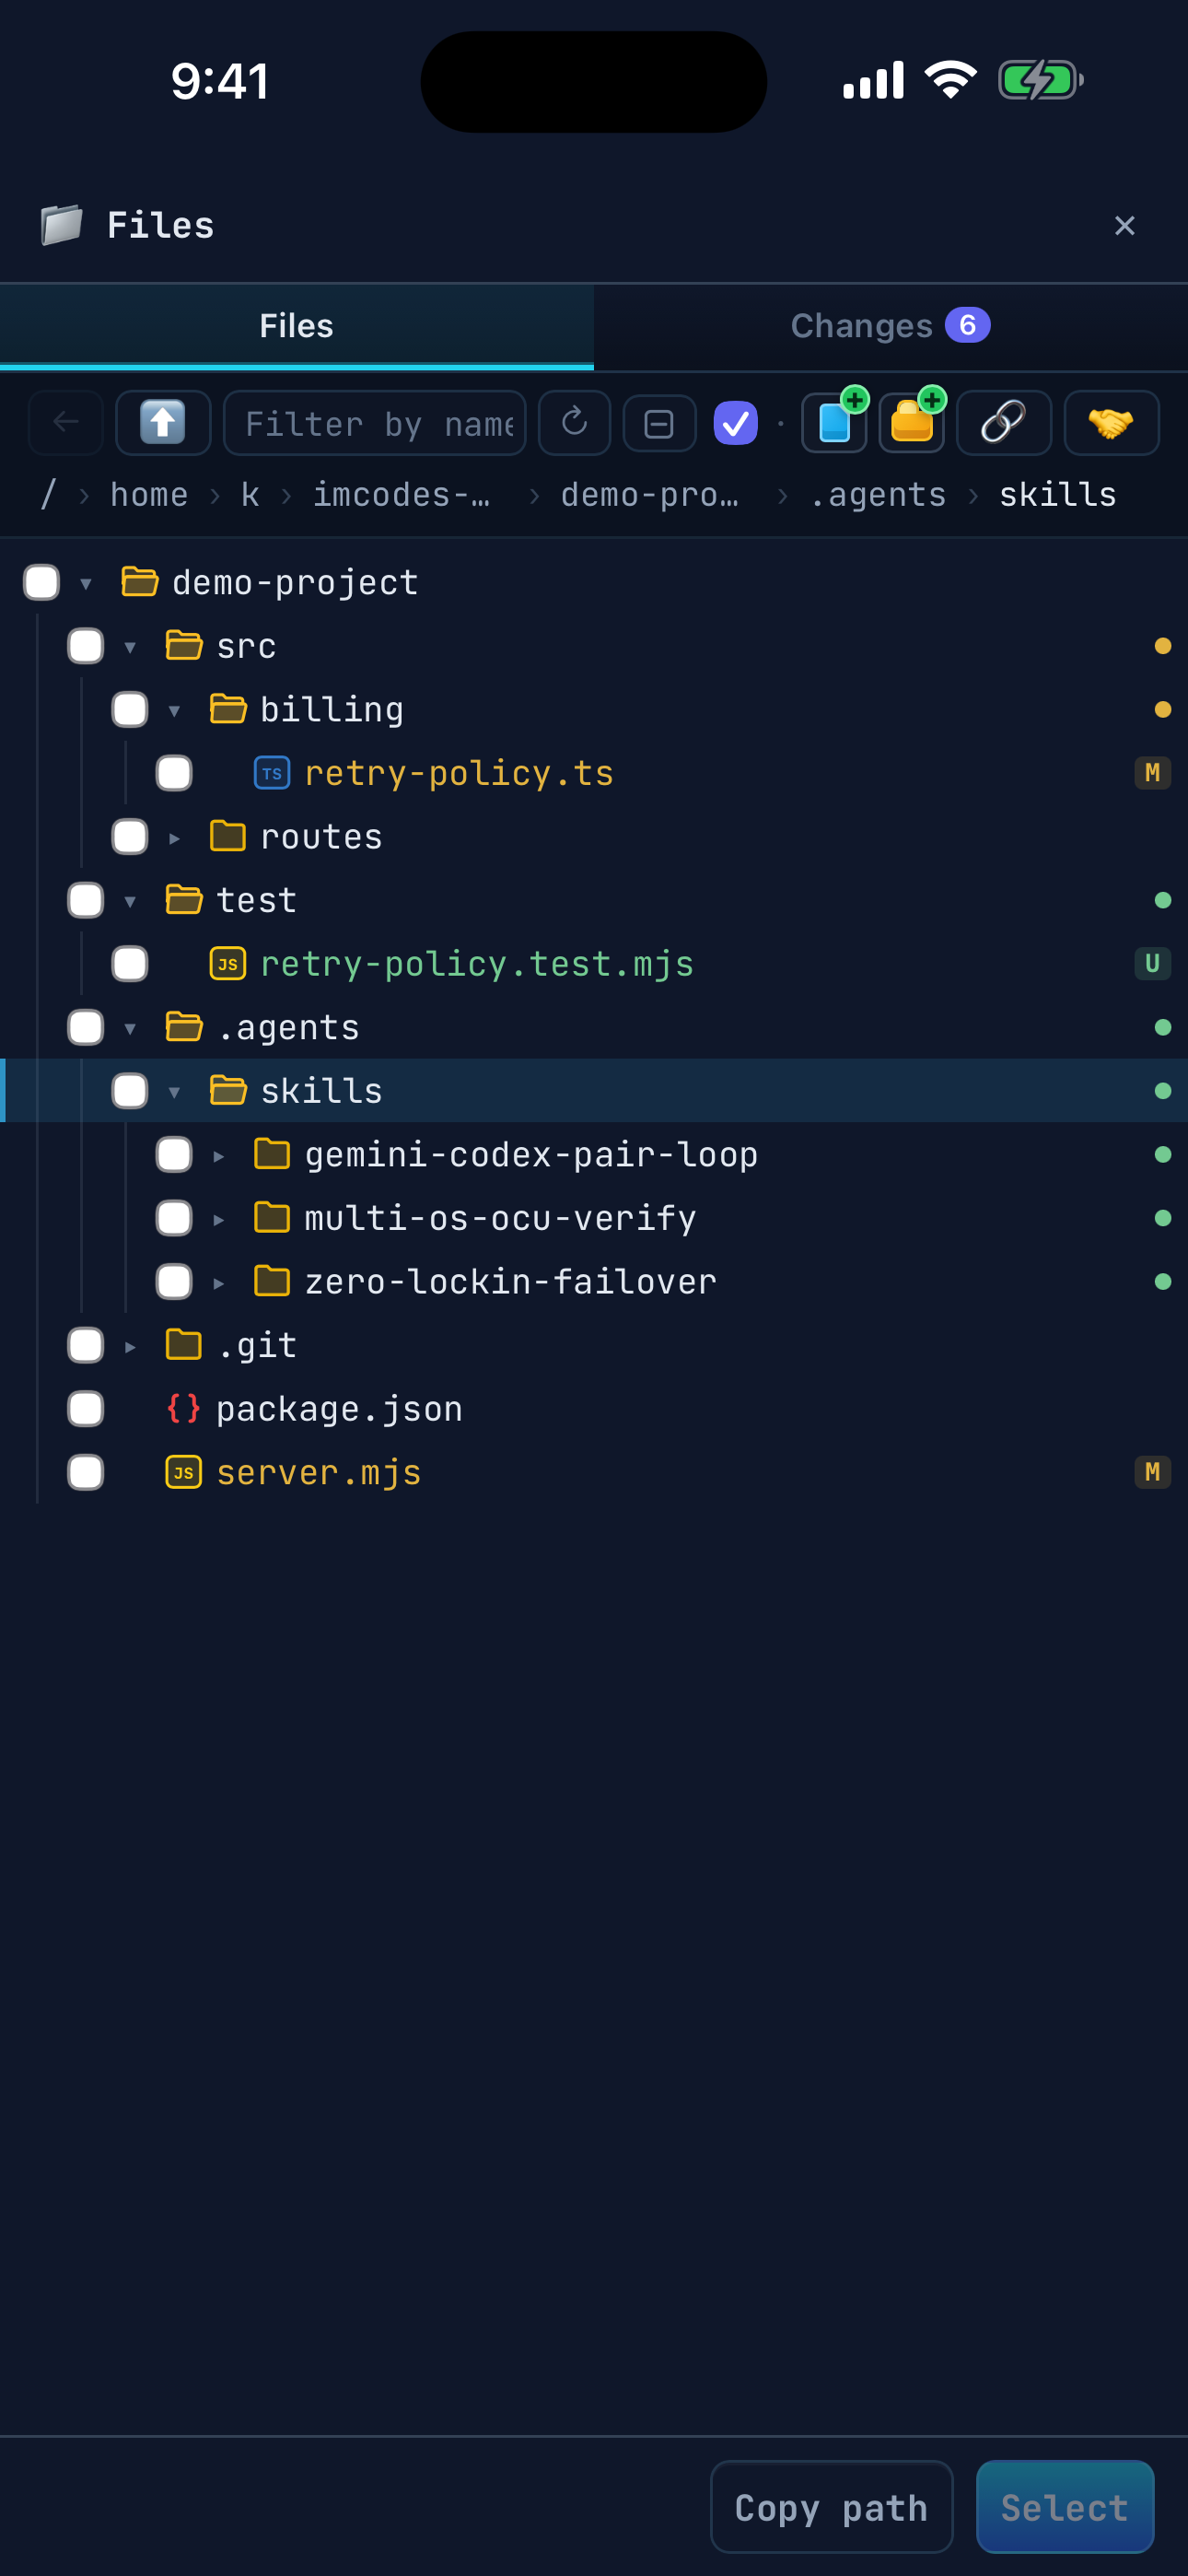 9:41
Files
Files
Changes 6
Filter by name
/ › home › k › imcodes-… › demo-pro… › .agents › skills
demo-project
src
billing
TS retry-policy.ts M
routes
test
JS retry-policy.test.mjs U
.agents
skills
gemini-codex-pair-loop
multi-os-ocu-verify
zero-lockin-failover
.git
{} package.json
JS server.mjs M
Copy path
Select